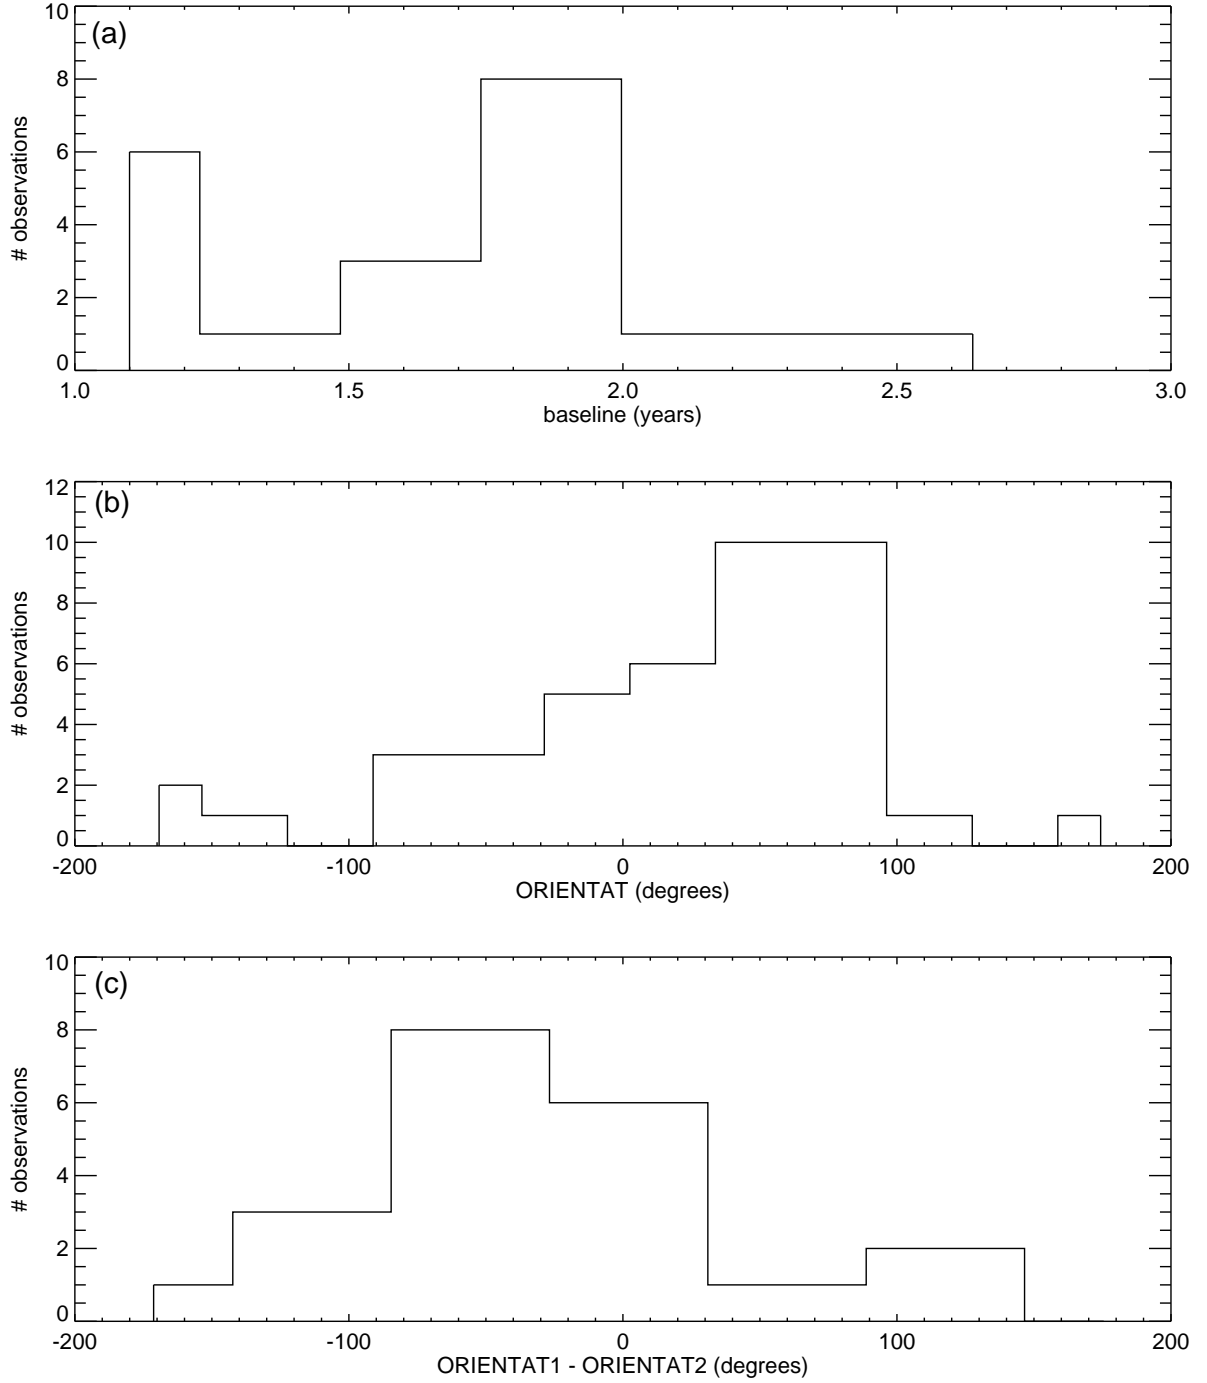 (a)
10
8
6
4
2
0
# observations
1.0 1.5 2.0 2.5 3.0
baseline (years)
(b)
12
10
8
6
4
2
0
# observations
-200 -100 0 100 200
ORIENTAT (degrees)
(c)
10
8
6
4
2
0
# observations
-200 -100 0 100 200
ORIENTAT1 - ORIENTAT2 (degrees)